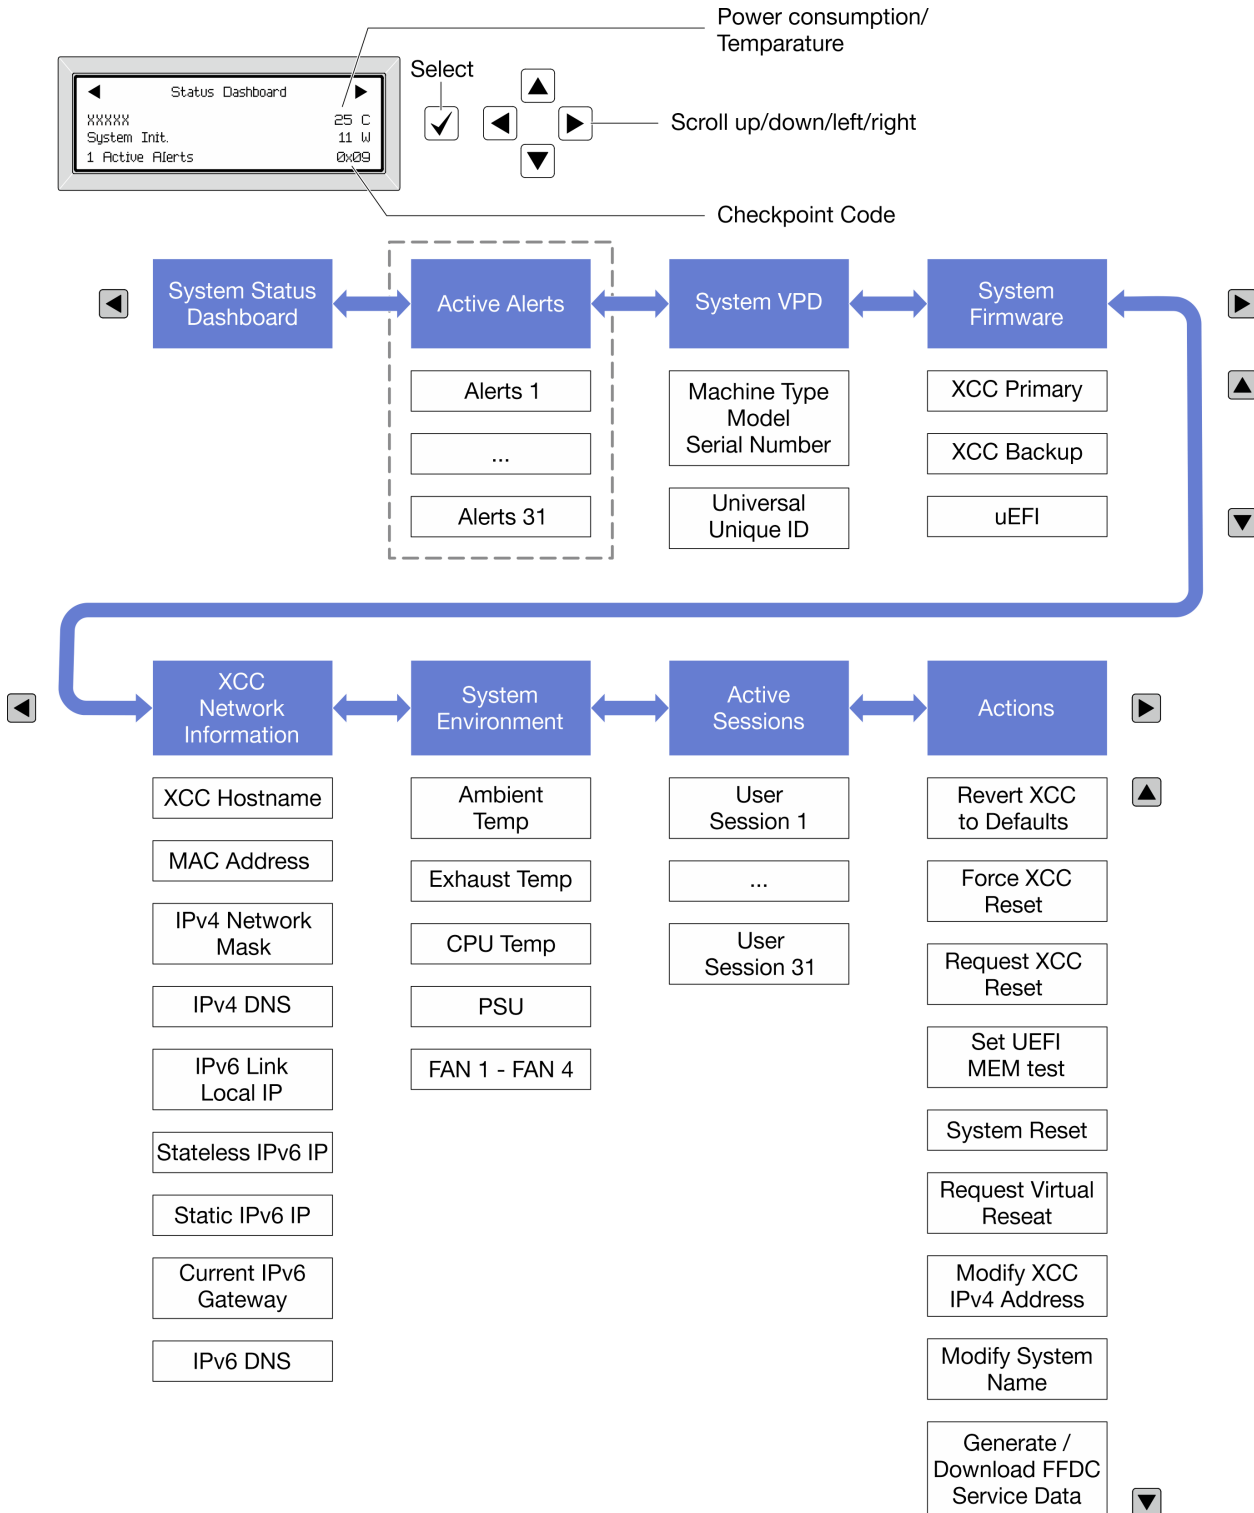 Power consumption/
Temparature
Select
Status Dashboard
XXXXX 25 C
System Init. 11 W
1 Active Alerts 0x09
Scroll up/down/left/right
Checkpoint Code
System Status
Dashboard
Active Alerts
Alerts 1
...
Alerts 31
System VPD
Machine Type
Model
Serial Number
Universal
Unique ID
System
Firmware
XCC Primary
XCC Backup
uEFI
XCC
Network
Information
XCC Hostname
MAC Address
IPv4 Network
Mask
IPv4 DNS
IPv6 Link
Local IP
Stateless IPv6 IP
Static IPv6 IP
Current IPv6
Gateway
IPv6 DNS
System
Environment
Ambient
Temp
Exhaust Temp
CPU Temp
PSU
FAN 1 - FAN 4
Active
Sessions
User
Session 1
...
User
Session 31
Actions
Revert XCC
to Defaults
Force XCC
Reset
Request XCC
Reset
Set UEFI
MEM test
System Reset
Request Virtual
Reseat
Modify XCC
IPv4 Address
Modify System
Name
Generate /
Download FFDC
Service Data